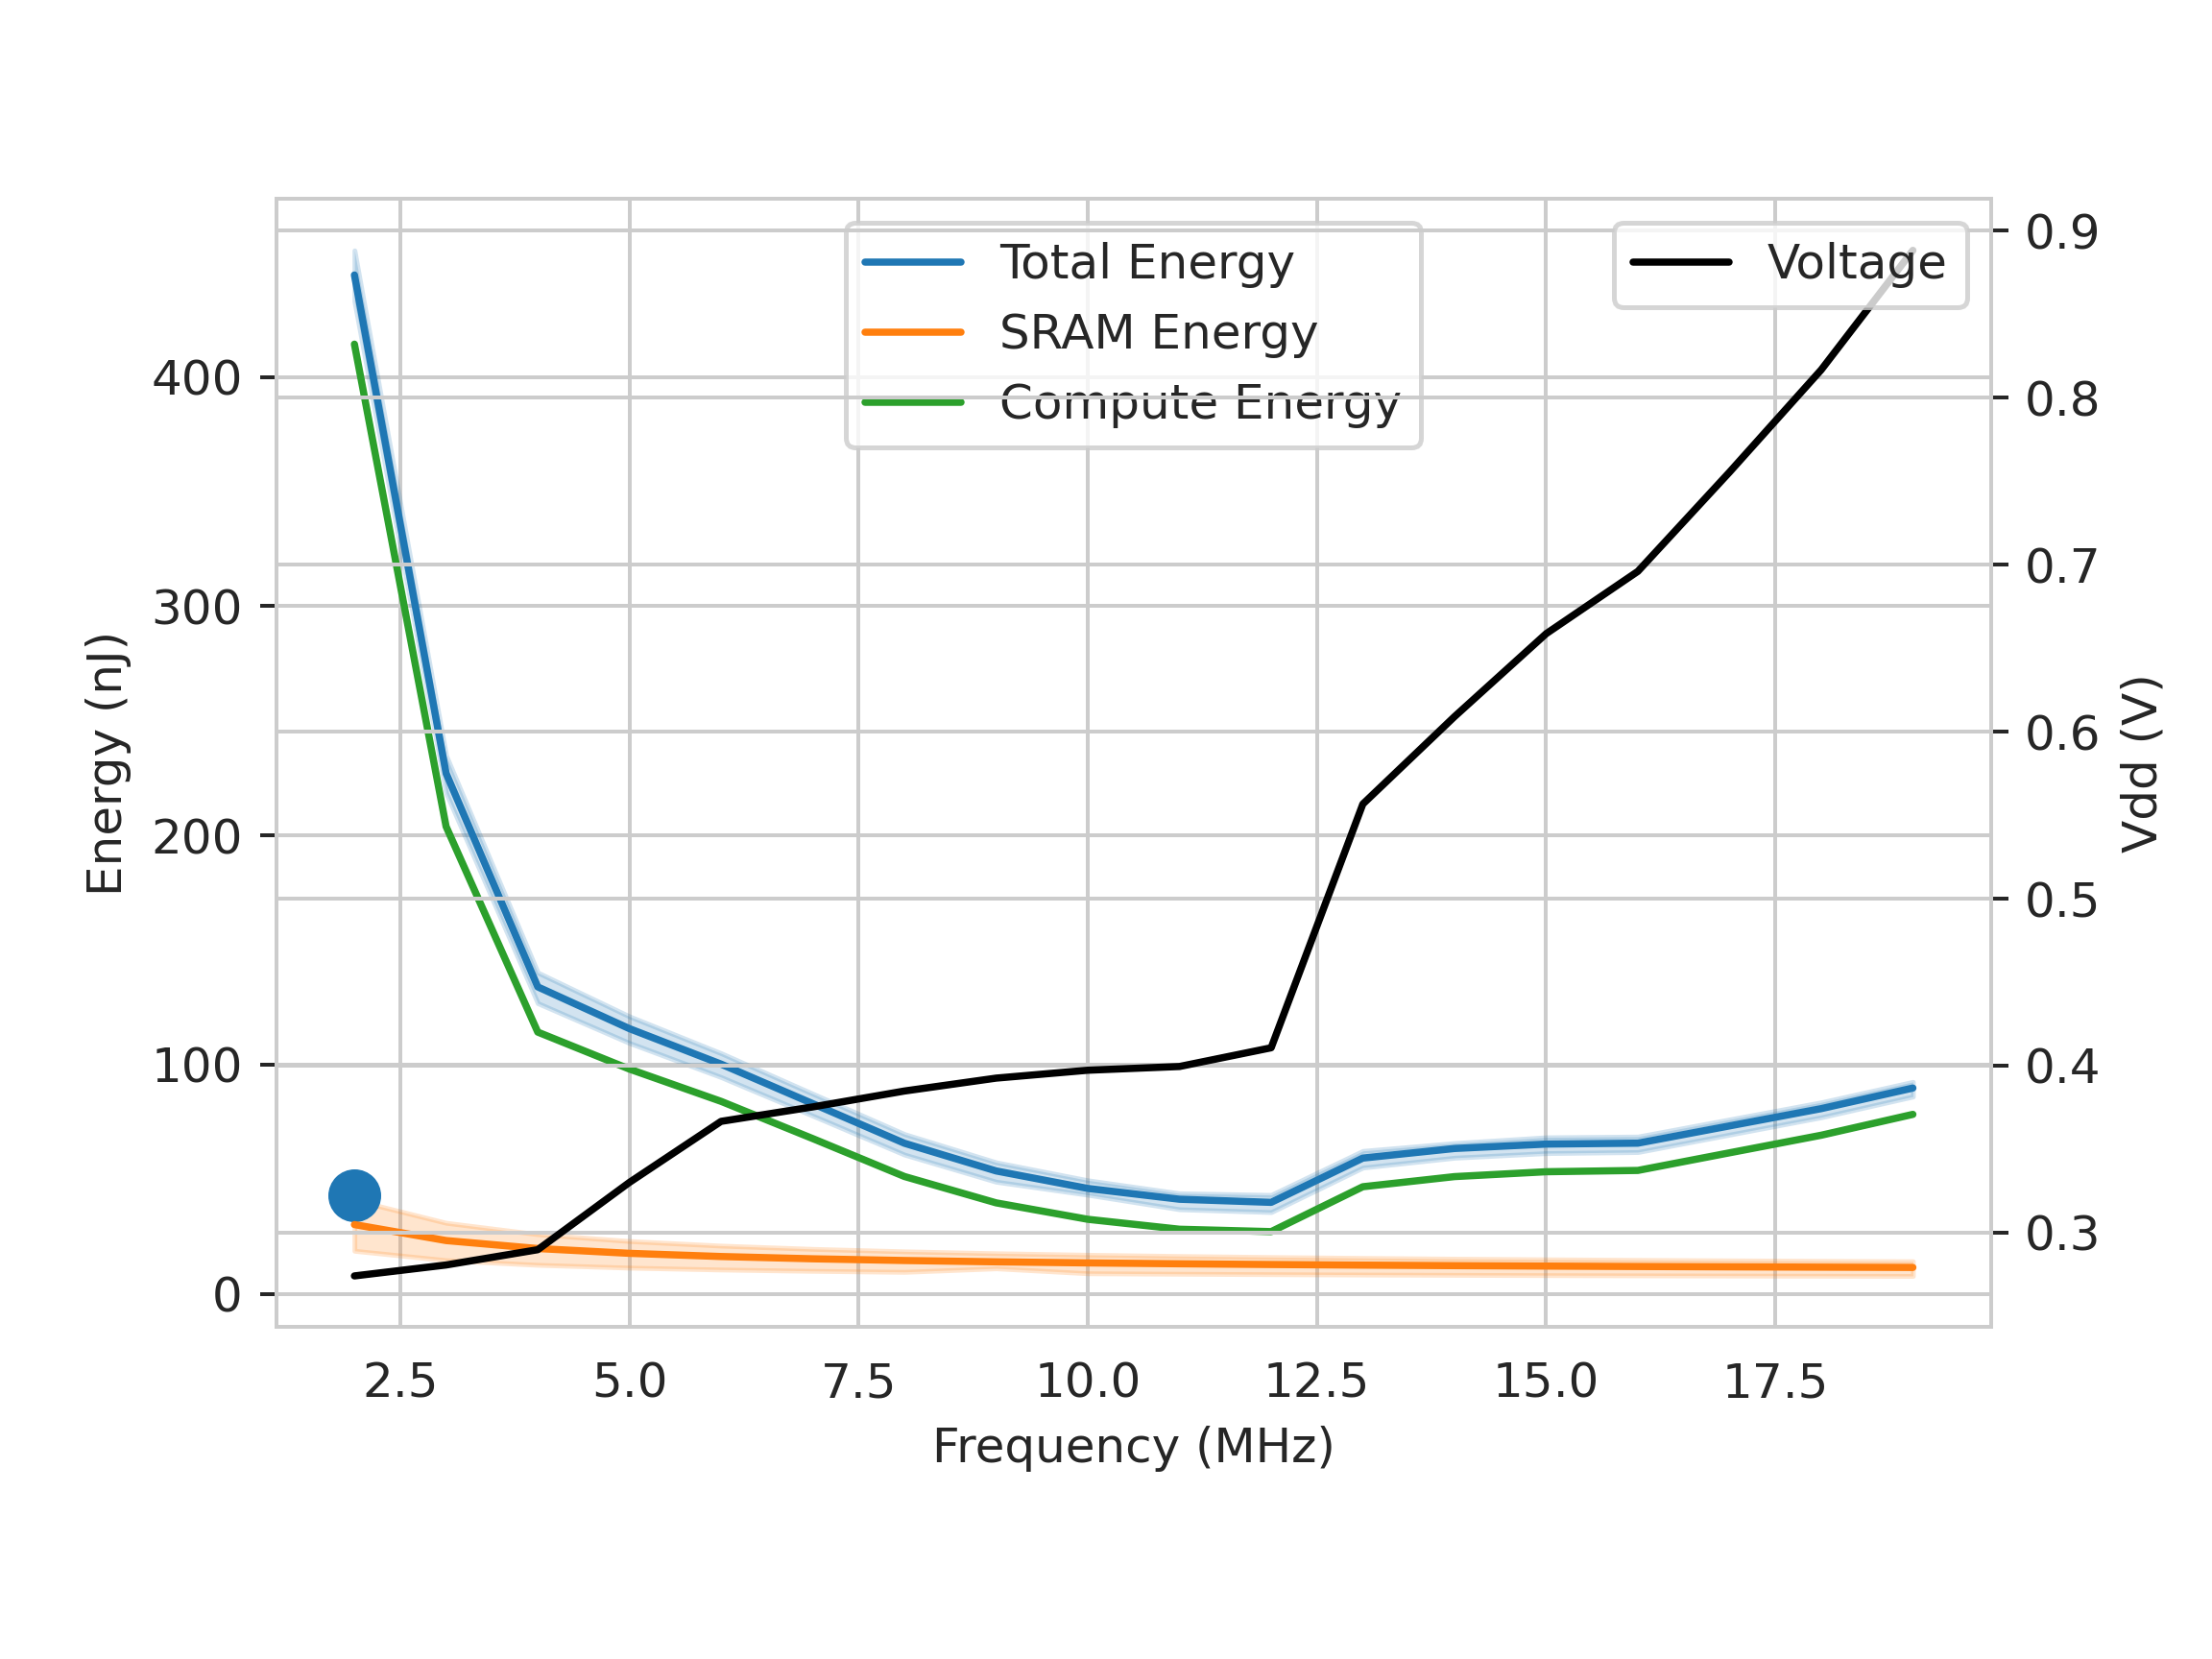 Total Energy
SRAM Energy
Compute Energy
Voltage
Energy (nJ)
400
300
200
100
0
0.9
0.8
0.7
0.6
0.5
0.4
0.3
Vdd (V)
2.5 5.0 7.5 10.0 12.5 15.0 17.5
Frequency (MHz)